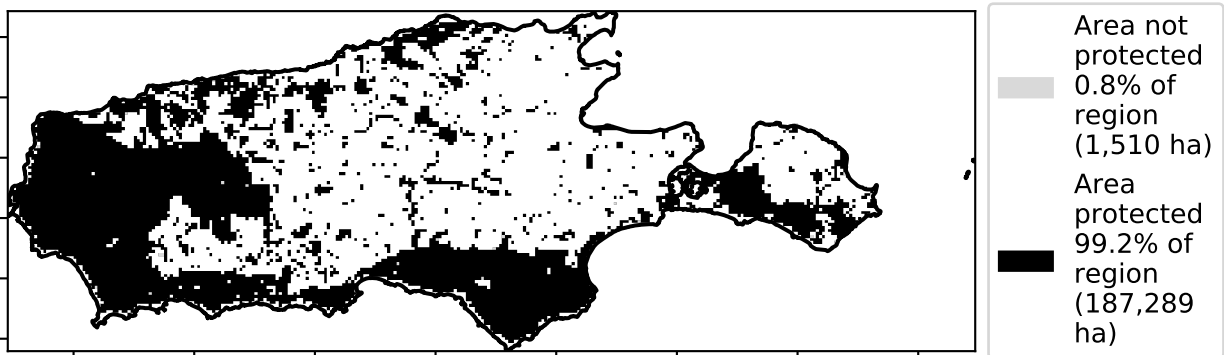 Area not
protected
0.8% of
region
(1,510 ha)
Area
protected
99.2% of
region
(187,289
ha)